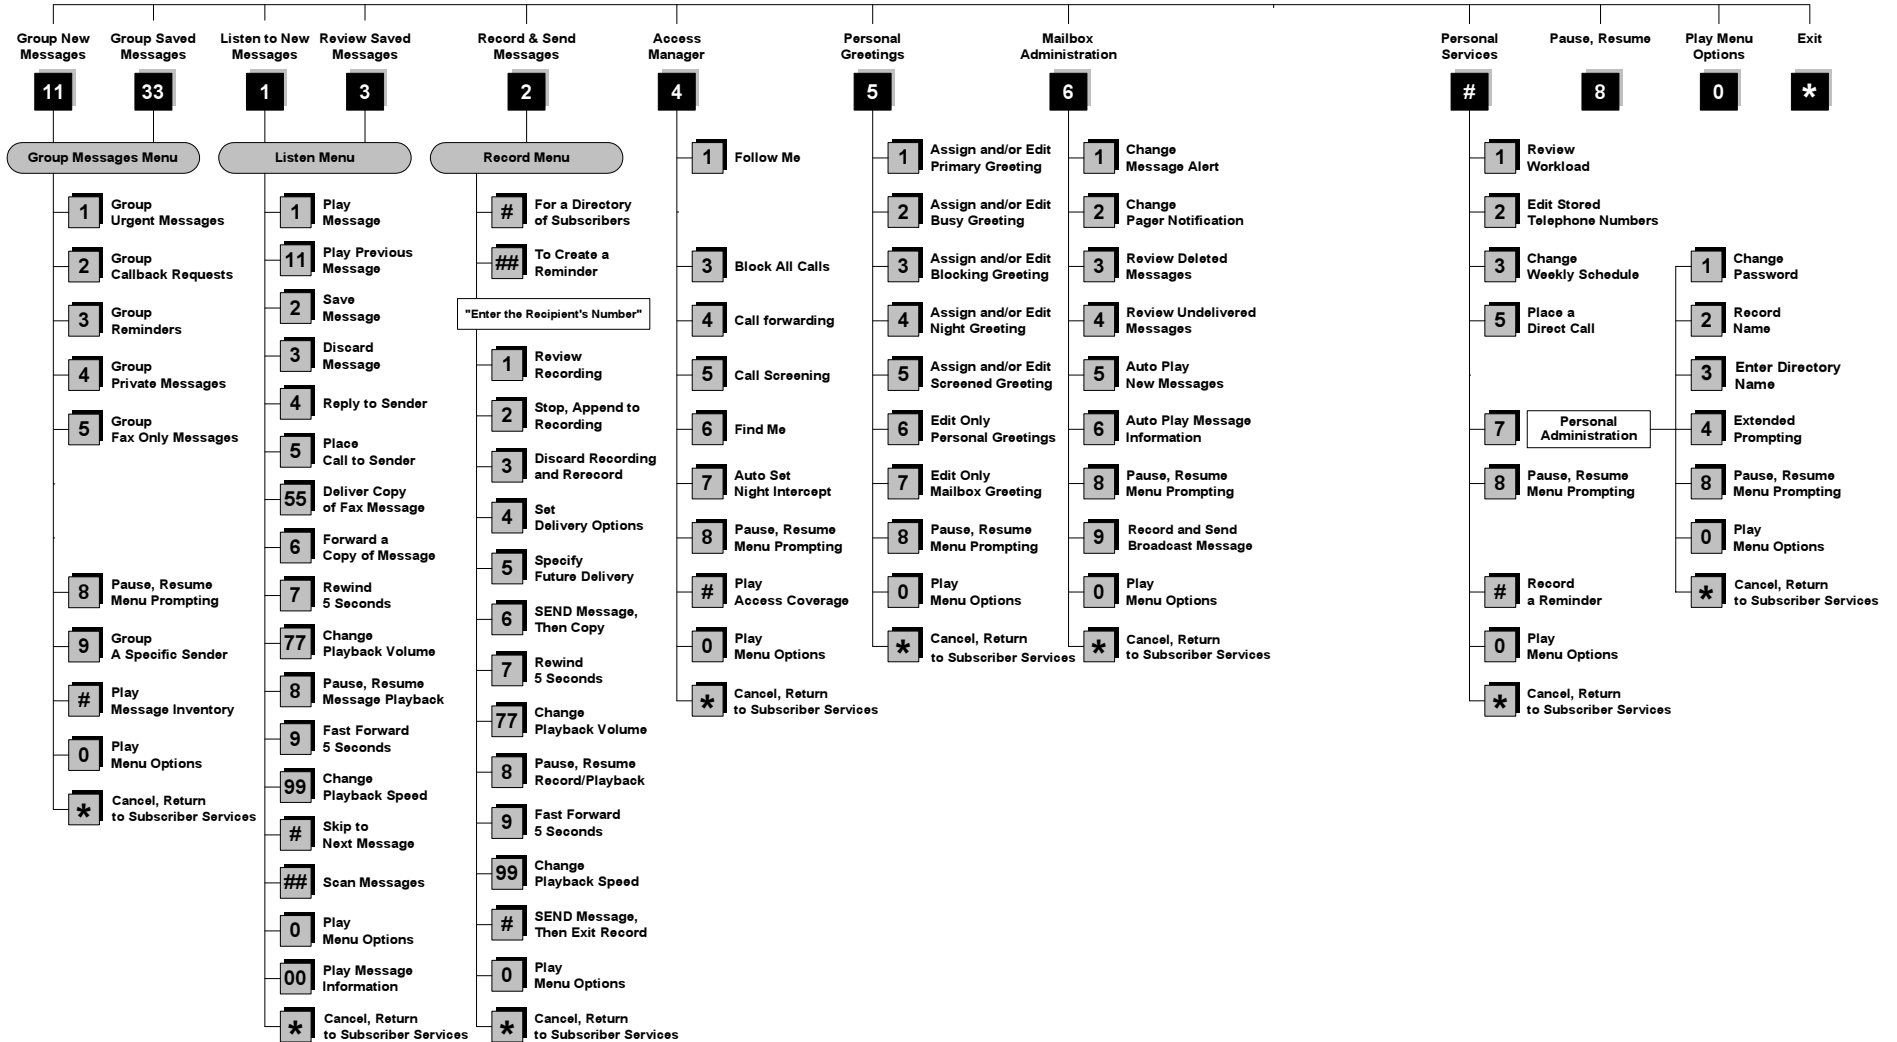 Group New
Messages
11
Group Saved
Messages
33
Listen to New
Messages
1
Review Saved
Messages
3
Record & Send
Messages
2
Access
Manager
4
Personal
Greetings
5
Mailbox
Administration
6
Personal
Services
#
Pause, Resume
8
Play Menu
Options
0
Exit
*
Group Messages Menu
1 Group
Urgent Messages
2 Group
Callback Requests
3 Group
Reminders
4 Group
Private Messages
5 Group
Fax Only Messages
8 Pause, Resume
Menu Prompting
9 Group
A Specific Sender
# Play
Message Inventory
0 Play
Menu Options
* Cancel, Return
to Subscriber Services
Listen Menu
1 Play
Message
11 Play Previous
Message
2 Save
Message
3 Discard
Message
4 Reply to Sender
5 Place
Call to Sender
55 Deliver Copy
of Fax Message
6 Forward a
Copy of Message
7 Rewind
5 Seconds
77 Change
Playback Volume
8 Pause, Resume
Message Playback
9 Fast Forward
5 Seconds
99 Change
Playback Speed
# Skip to
Next Message
## Scan Messages
0 Play
Menu Options
00 Play Message
Information
* Cancel, Return
to Subscriber Services
Record Menu
# For a Directory
of Subscribers
## To Create a
Reminder
"Enter the Recipient's Number"
1 Review
Recording
2 Stop, Append to
Recording
3 Discard Recording
and Rerecord
4 Set
Delivery Options
5 Specify
Future Delivery
6 SEND Message,
Then Copy
7 Rewind
5 Seconds
77 Change
Playback Volume
8 Pause, Resume
Record/Playback
9 Fast Forward
5 Seconds
99 Change
Playback Speed
# SEND Message,
Then Exit Record
0 Play
Menu Options
* Cancel, Return
to Subscriber Services
1 Follow Me
3 Block All Calls
4 Call forwarding
5 Call Screening
6 Find Me
7 Auto Set
Night Intercept
8 Pause, Resume
Menu Prompting
# Play
Access Coverage
0 Play
Menu Options
* Cancel, Return
to Subscriber Services
1 Assign and/or Edit
Primary Greeting
2 Assign and/or Edit
Busy Greeting
3 Assign and/or Edit
Blocking Greeting
4 Assign and/or Edit
Night Greeting
5 Assign and/or Edit
Screened Greeting
6 Edit Only
Personal Greetings
7 Edit Only
Mailbox Greeting
8 Pause, Resume
Menu Prompting
0 Play
Menu Options
* Cancel, Return
to Subscriber Services
1 Change
Message Alert
2 Change
Pager Notification
3 Review Deleted
Messages
4 Review Undelivered
Messages
5 Auto Play
New Messages
6 Auto Play Message
Information
8 Pause, Resume
Menu Prompting
9 Record and Send
Broadcast Message
0 Play
Menu Options
* Cancel, Return
to Subscriber Services
1 Review
Workload
2 Edit Stored
Telephone Numbers
3 Change
Weekly Schedule
5 Place a
Direct Call
7 Personal
Administration
8 Pause, Resume
Menu Prompting
# Record
a Reminder
0 Play
Menu Options
* Cancel, Return
to Subscriber Services
1 Change
Password
2 Record
Name
3 Enter Directory
Name
4 Extended
Prompting
8 Pause, Resume
Menu Prompting
0 Play
Menu Options
* Cancel, Return
to Subscriber Services